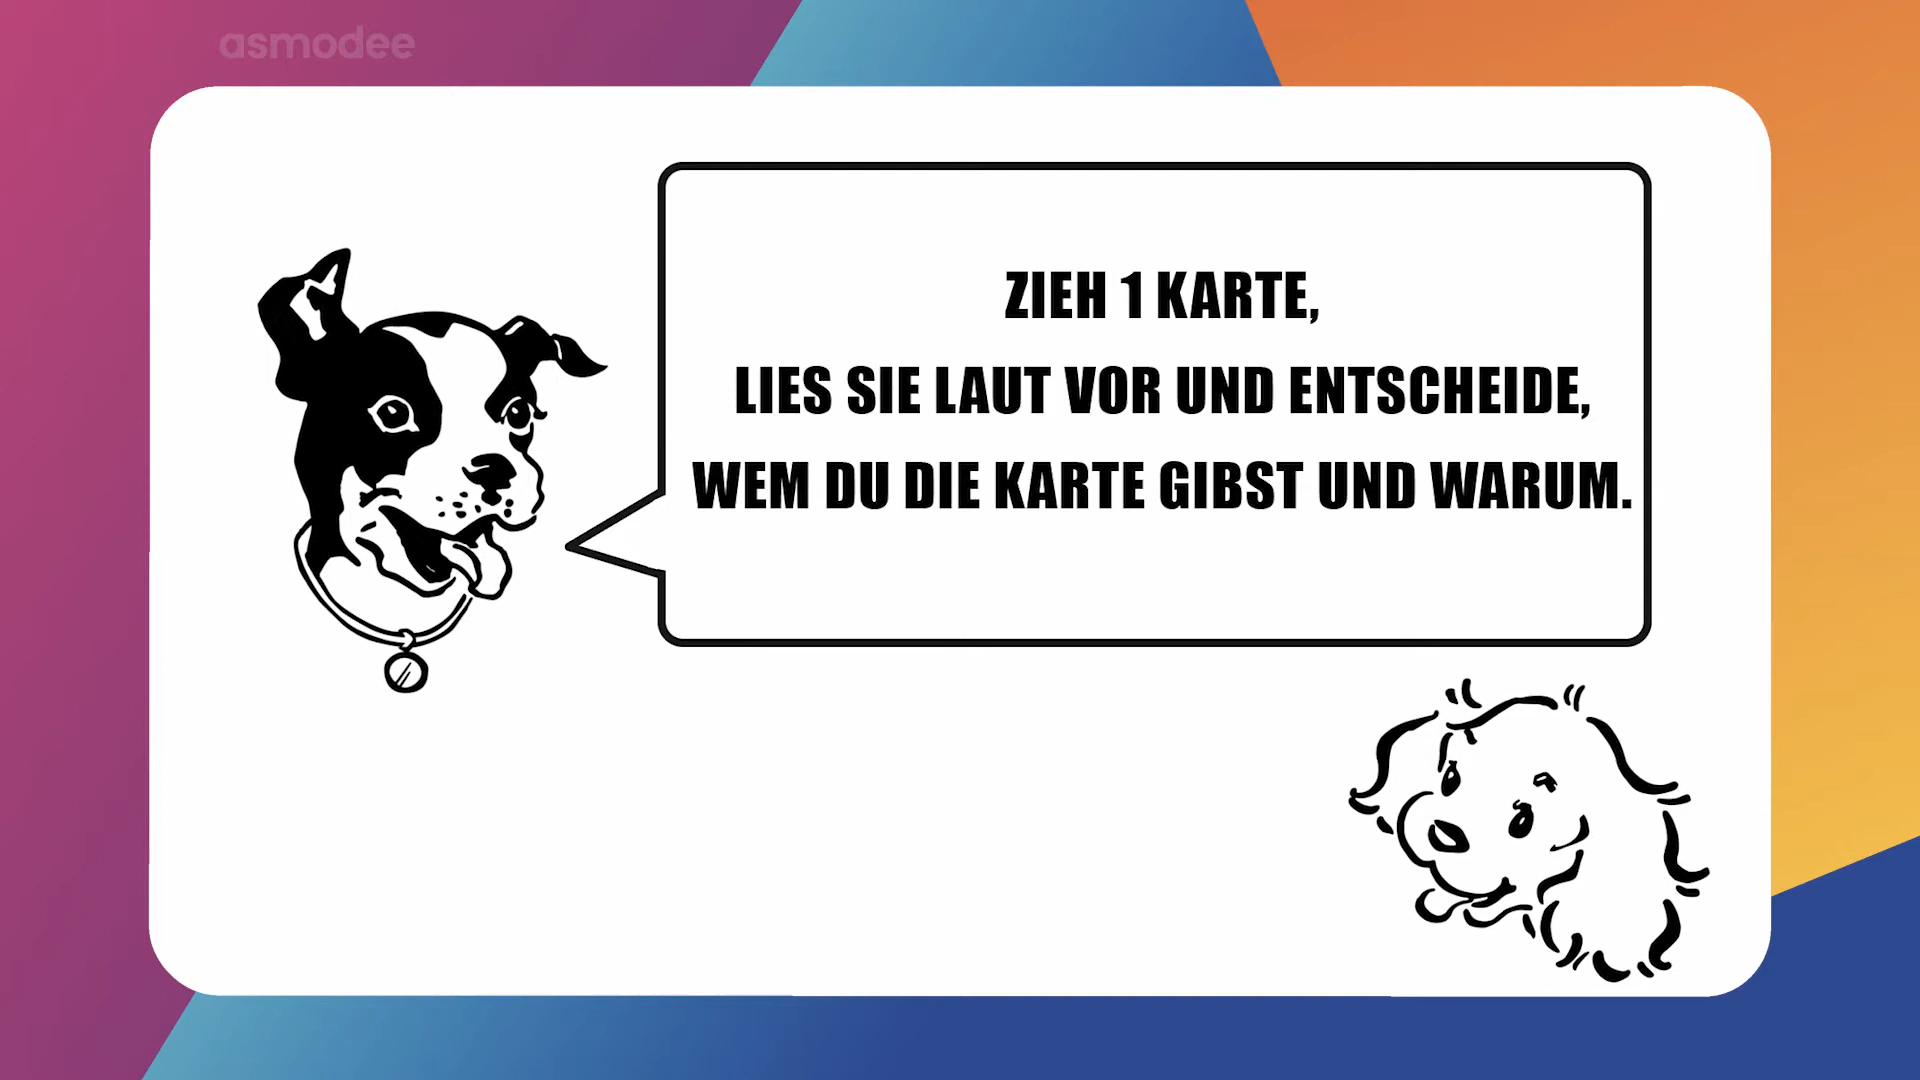 asmodee
ZIEH 1 KARTE,
LIES SIE LAUT VOR UND ENTSCHEIDE,
WEM DU DIE KARTE GIBST UND WARUM.